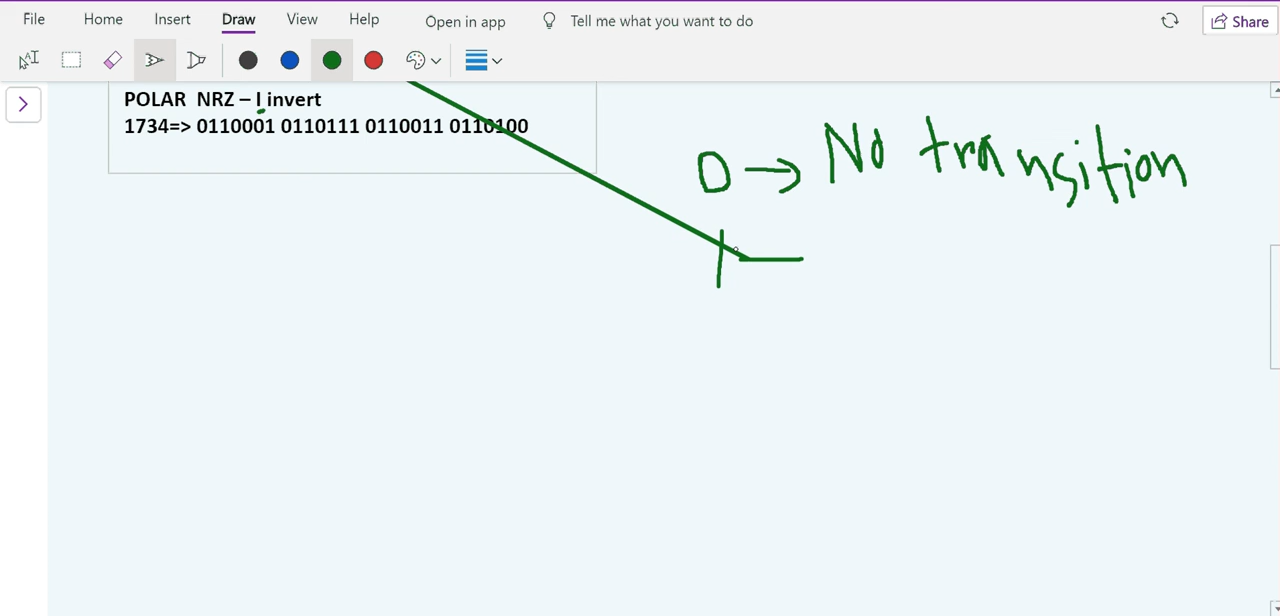 File Home Insert Draw View Help Open in app Tell me what you want to do Share
POLAR NRZ – I invert
1734=> 0110001 0110111 0110011 0110100
0 → No transition
1 —